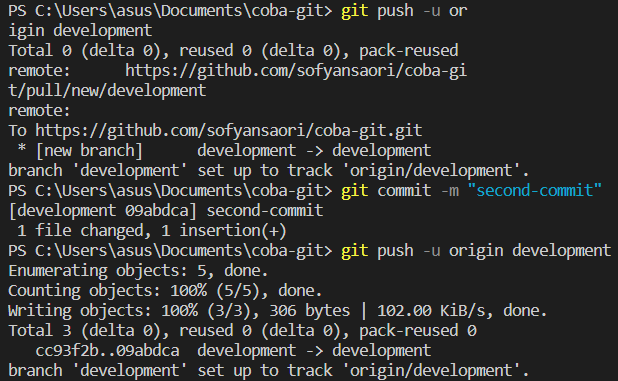 PS C:\Users\asus\Documents\coba-git> git push -u or
igin development
Total 0 (delta 0), reused 0 (delta 0), pack-reused
remote:      https://github.com/sofyansaori/coba-gi
t/pull/new/development
remote:
To https://github.com/sofyansaori/coba-git.git
 * [new branch]      development -> development
branch 'development' set up to track 'origin/development'.
PS C:\Users\asus\Documents\coba-git> git commit -m "second-commit"
[development 09abdca] second-commit
 1 file changed, 1 insertion(+)
PS C:\Users\asus\Documents\coba-git> git push -u origin development
Enumerating objects: 5, done.
Counting objects: 100% (5/5), done.
Writing objects: 100% (3/3), 306 bytes | 102.00 KiB/s, done.
Total 3 (delta 0), reused 0 (delta 0), pack-reused 0
   cc93f2b..09abdca  development -> development
branch 'development' set up to track 'origin/development'.